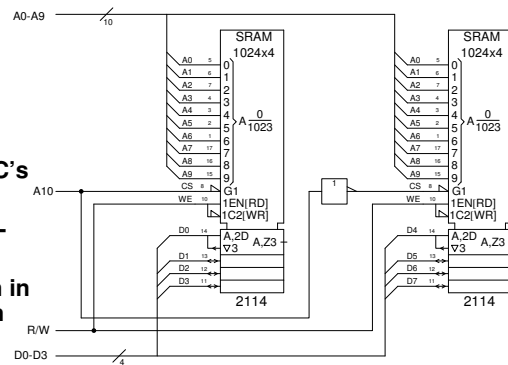 A0-A9
10
SRAM
1024x4
A0 5 0
A1 6 1
A2 7 2
A3 4 3
A4 3 4
A5 2 5
A6 1 6
A7 17 7
A8 16 8
A9 15 9
A 0
1023
CS 8 G1
WE 10 1EN[RD]
1C2[WR]
D0 14 A,2D A,Z3
▽3
D1 13
D2 12
D3 11
2114
1
SRAM
1024x4
A0 5 0
A1 6 1
A2 7 2
A3 4 3
A4 3 4
A5 2 5
A6 1 6
A7 17 7
A8 16 8
A9 15 9
A 0
1023
CS 8 G1
WE 10 1EN[RD]
1C2[WR]
D4 14 A,2D A,Z3
▽3
D5 13
D6 12
D7 11
2114
C's
A10
-
in
R/W
D0-D3
4